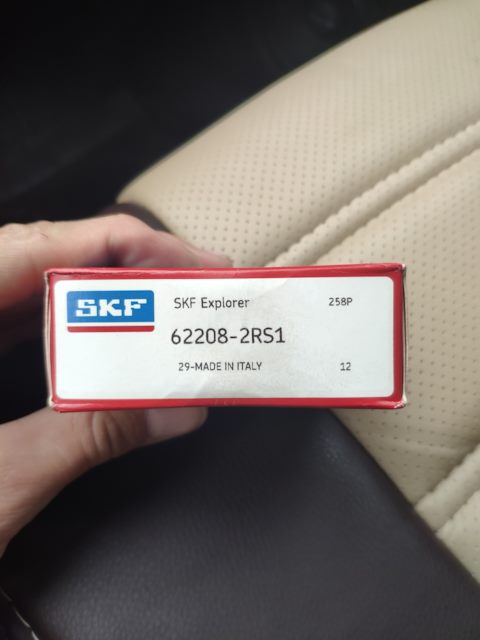 SKF
SKF Explorer 258P
62208-2RS1
29-MADE IN ITALY 12